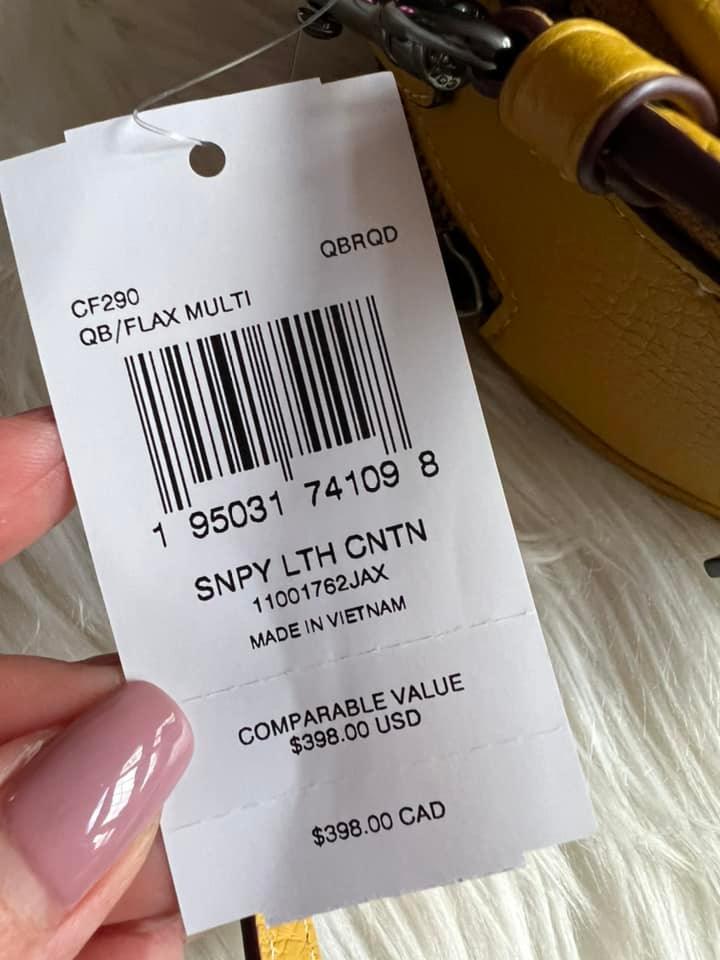 QBRQD
CF290
QB/FLAX MULTI
1 95031 74109 8
SNPY LTH CNTN
11001762JAX
MADE IN VIETNAM
COMPARABLE VALUE
$398.00 USD
$398.00 CAD